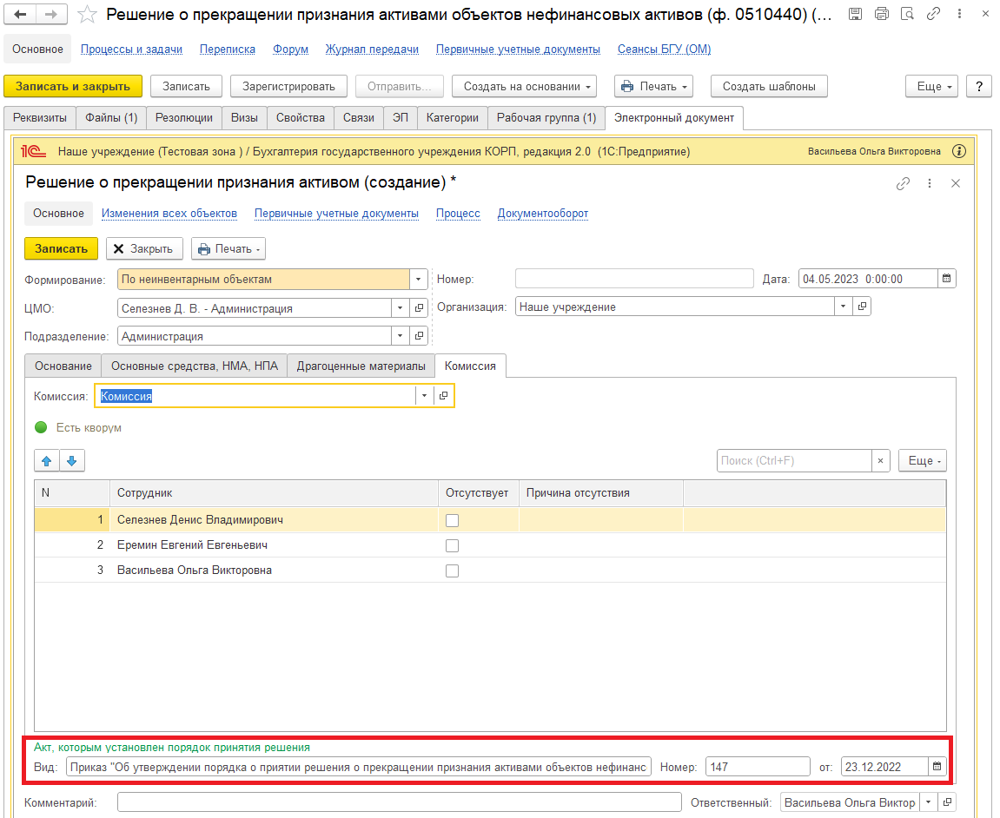 Решение о прекращении признания активами объектов нефинансовых активов (ф. 0510440) (...
Основное Процессы и задачи Переписка Форум Журнал передачи Первичные учетные документы Сеансы БГУ (ОМ)
Записать и закрыть Записать Зарегистрировать Отправить... Создать на основании Печать Создать шаблоны Еще ?
Реквизиты Файлы (1) Резолюции Визы Свойства Связи ЭП Категории Рабочая группа (1) Электронный документ
1С Наше учреждение (Тестовая зона ) / Бухгалтерия государственного учреждения КОРП, редакция 2.0 (1С:Предприятие) Васильева Ольга Викторовна
Решение о прекращении признания активом (создание) *
Основное Изменения всех объектов Первичные учетные документы Процесс Документооборот
Записать Закрыть Печать
Формирование: По неинвентарным объектам Номер: Дата: 04.05.2023 0:00:00
ЦМО: Селезнев Д. В. - Администрация Организация: Наше учреждение
Подразделение: Администрация
Основание Основные средства, НМА, НПА Драгоценные материалы Комиссия
Комиссия: Комиссия
Есть кворум
Поиск (Ctrl+F) × Еще
N Сотрудник Отсутствует Причина отсутствия
1 Селезнев Денис Владимирович
2 Еремин Евгений Евгеньевич
3 Васильева Ольга Викторовна
Акт, которым установлен порядок принятия решения
Вид: Приказ "Об утверждении порядка о приятии решения о прекращении признания активами объектов нефинанс Номер: 147 от: 23.12.2022
Комментарий: Ответственный: Васильева Ольга Виктор